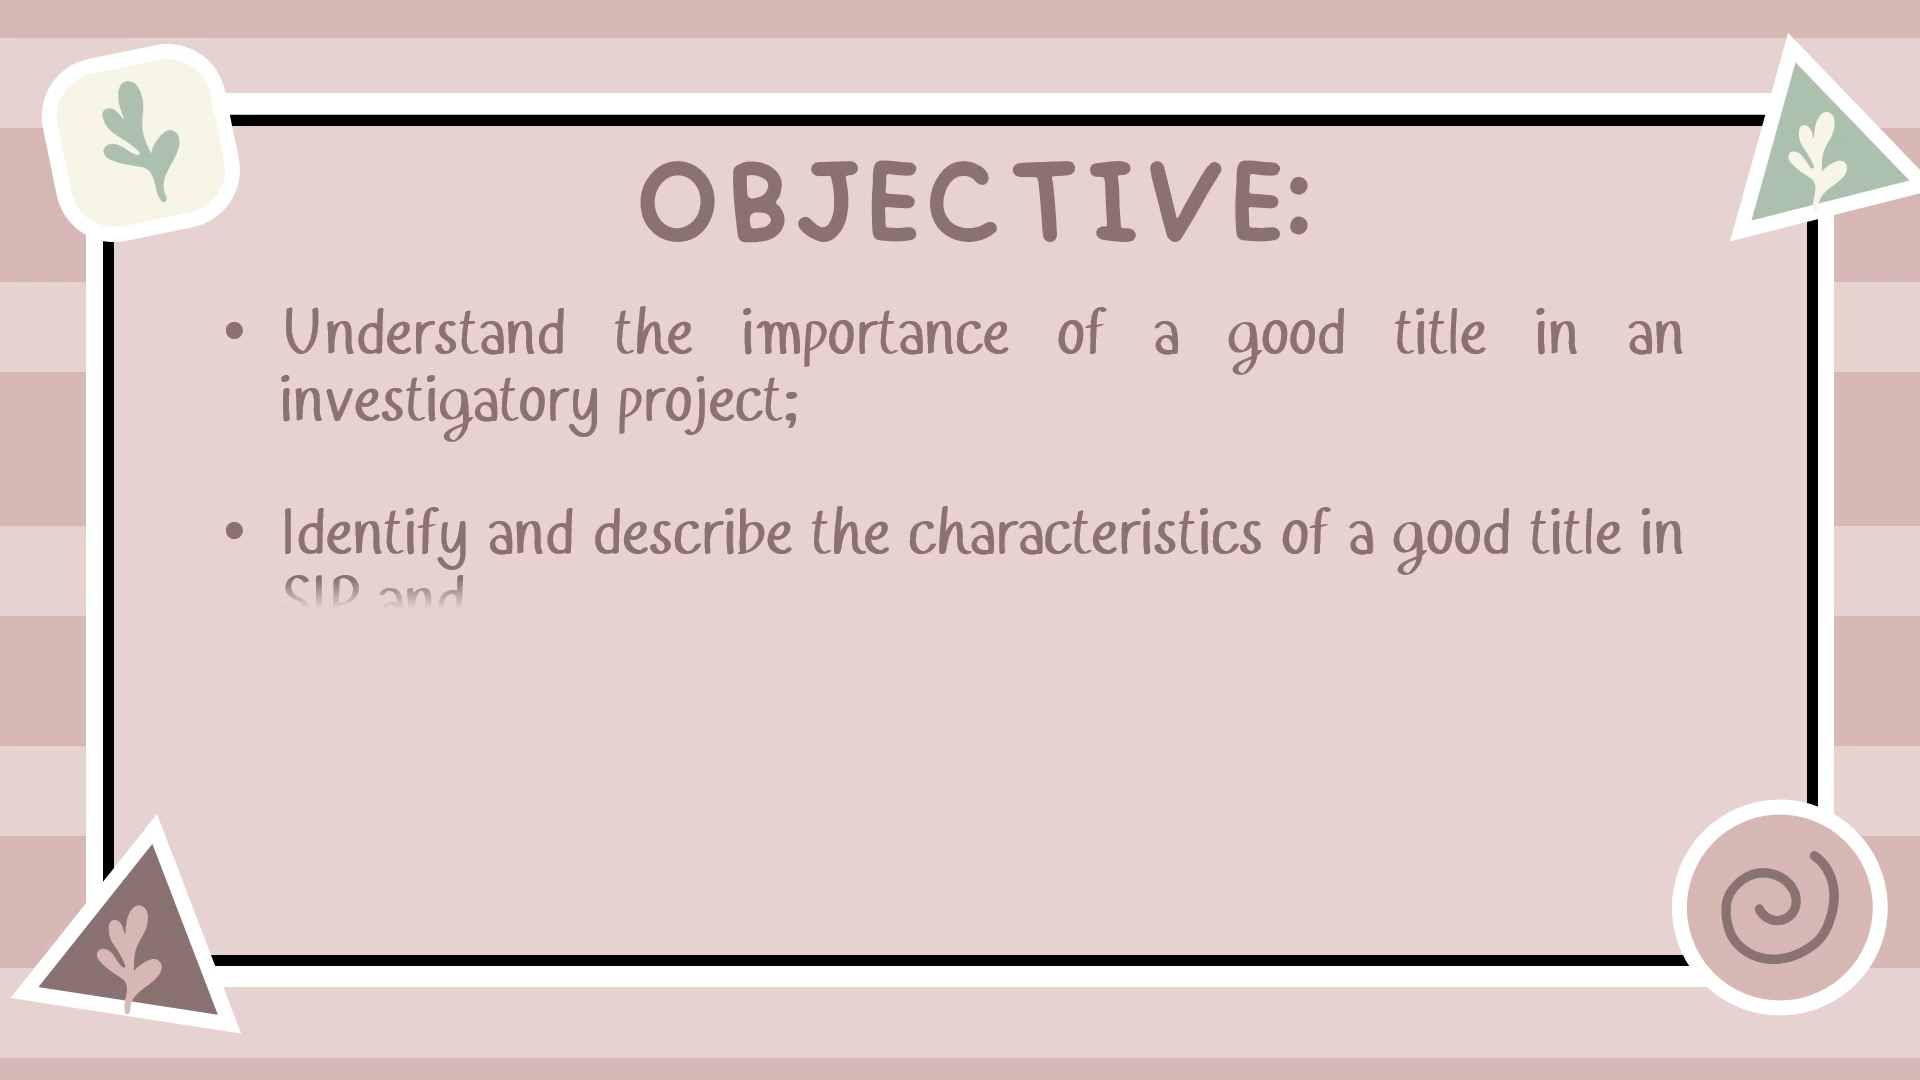 OBJECTIVE:
• Understand the importance of a good title in an
investigatory project;
• Identify and describe the characteristics of a good title in
SIP and